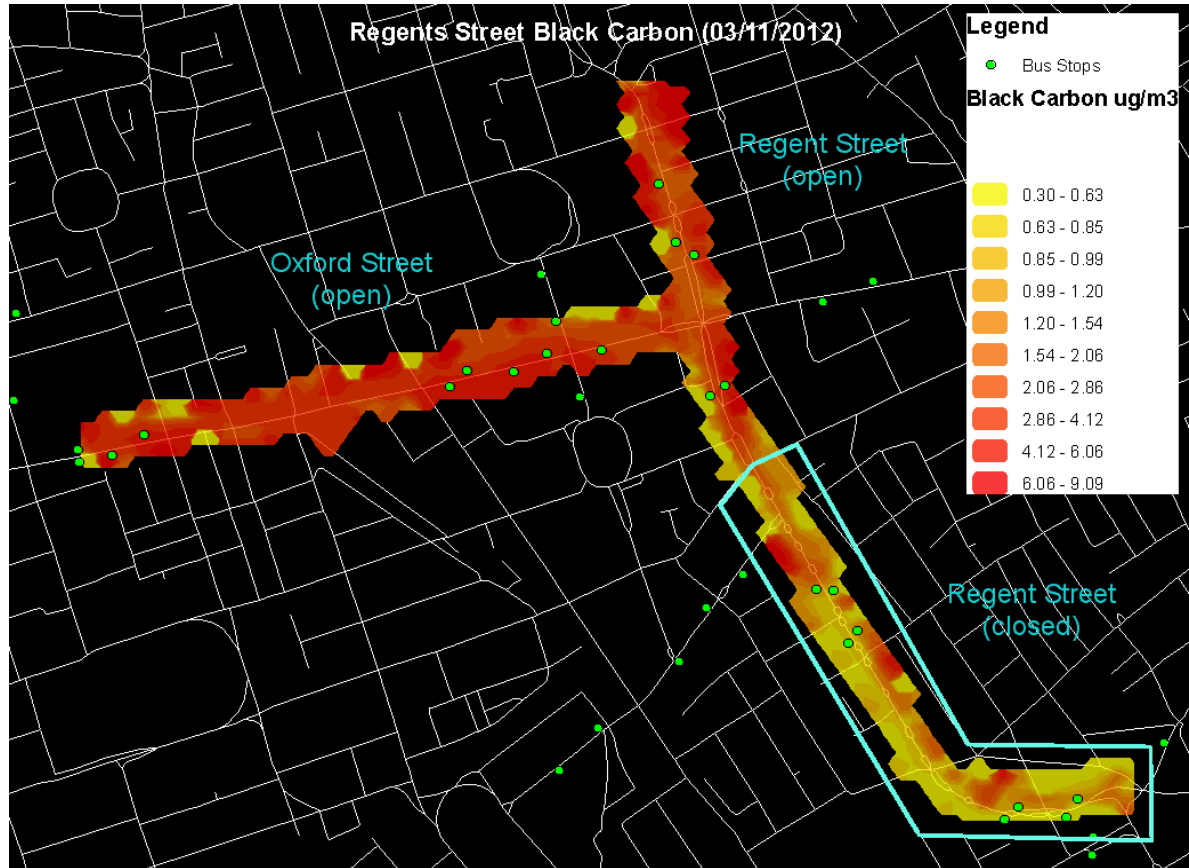 Regents Street Black Carbon (03/11/2012)
Legend
Bus Stops
Black Carbon ug/m3
0.30 - 0.63
0.63 - 0.85
0.85 - 0.99
0.99 - 1.20
1.20 - 1.54
1.54 - 2.06
2.06 - 2.86
2.86 - 4.12
4.12 - 6.06
6.06 - 9.09
Regent Street
(open)
Oxford Street
(open)
Regent Street
(closed)